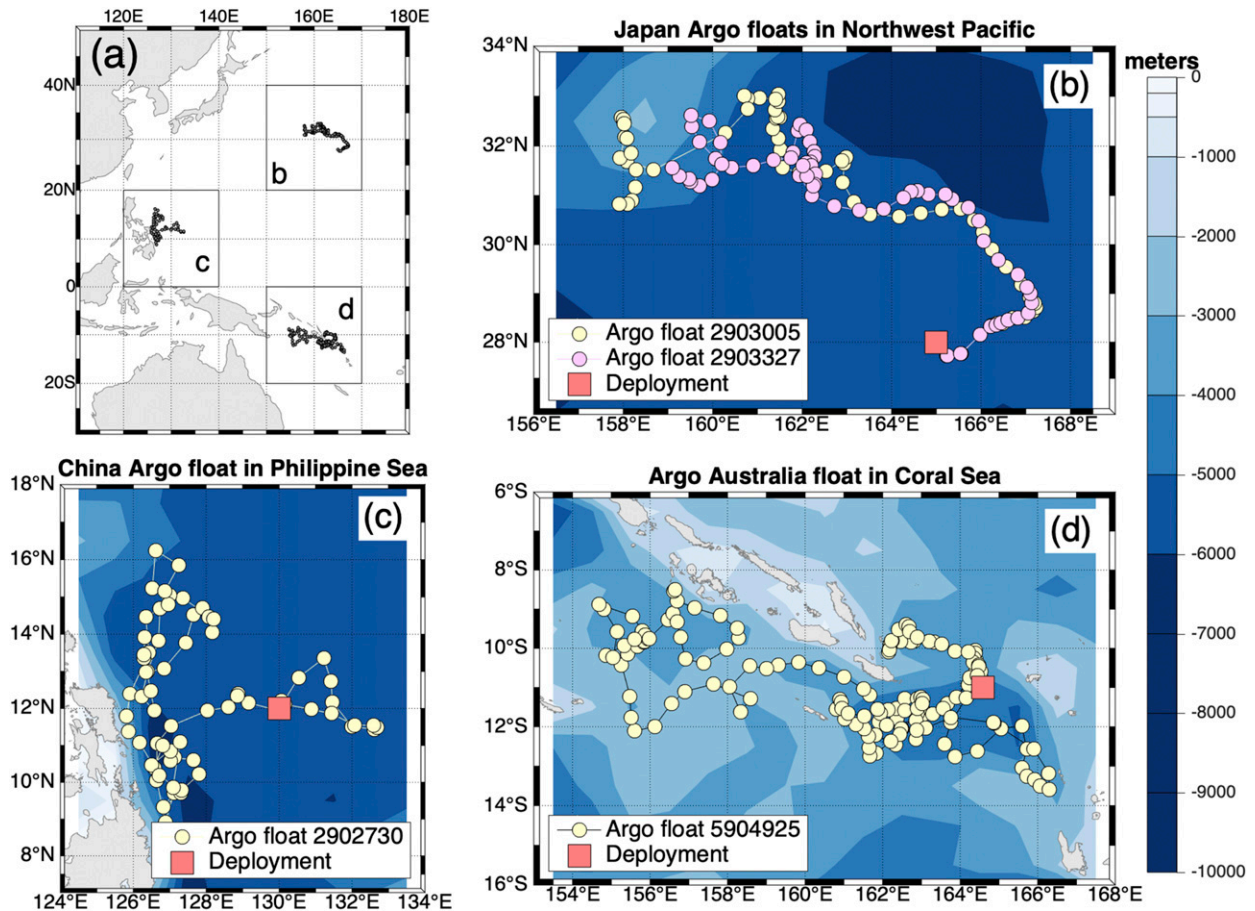 120E 140E 160E 180E
(a)
40N
20N
0
20S
b
c
d
Japan Argo floats in Northwest Pacific
34°N
32°N
30°N
28°N
(b)
Argo float 2903005
Argo float 2903327
Deployment
156°E 158°E 160°E 162°E 164°E 166°E 168°E
meters
0
-1000
-2000
-3000
-4000
-5000
-6000
-7000
-8000
-9000
-10000
China Argo float in Philippine Sea
18°N
16°N
14°N
12°N
10°N
8°N
(c)
Argo float 2902730
Deployment
124°E 126°E 128°E 130°E 132°E
Argo Australia float in Coral Sea
6°S
8°S
10°S
12°S
14°S
16°S
(d)
Argo float 5904925
Deployment
154°E 156°E 158°E 160°E 162°E 164°E 166°E 168°E